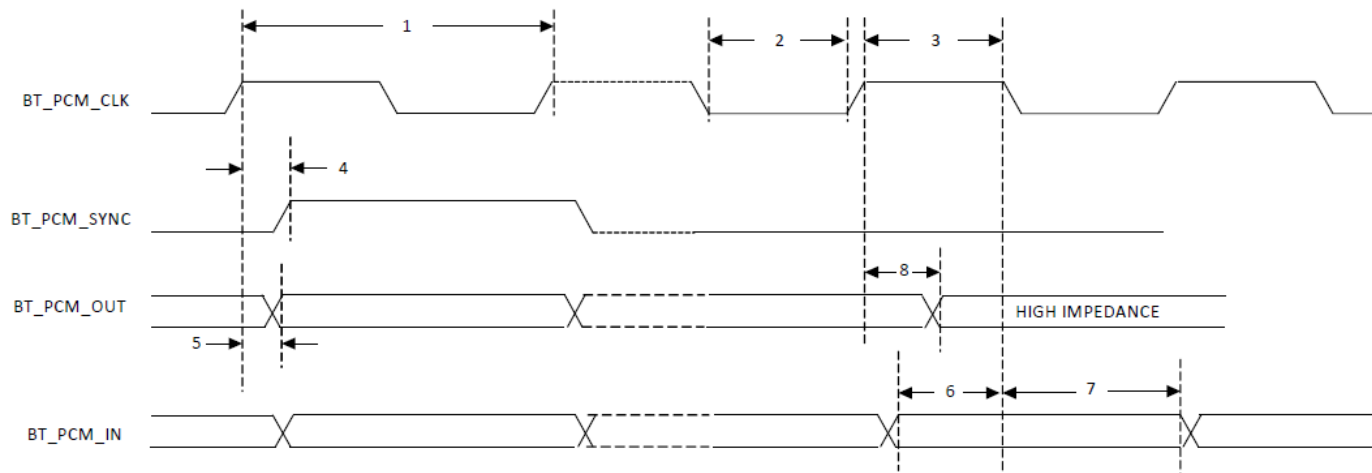 1
2
3
BT_PCM_CLK
4
BT_PCM_SYNC
8
BT_PCM_OUT
HIGH IMPEDANCE
5
6
7
BT_PCM_IN